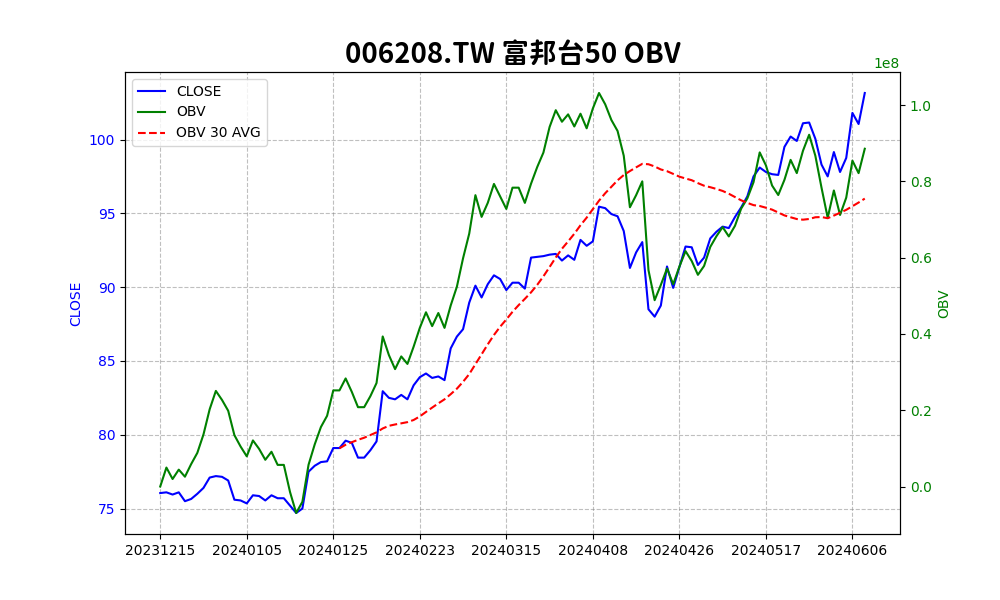 006208.TW 富邦台50 OBV
1e8
CLOSE
OBV
OBV 30 AVG
100
95
90
85
80
75
CLOSE
1.0
0.8
0.6
0.4
0.2
0.0
OBV
20231215 20240105 20240125 20240223 20240315 20240408 20240426 20240517 20240606